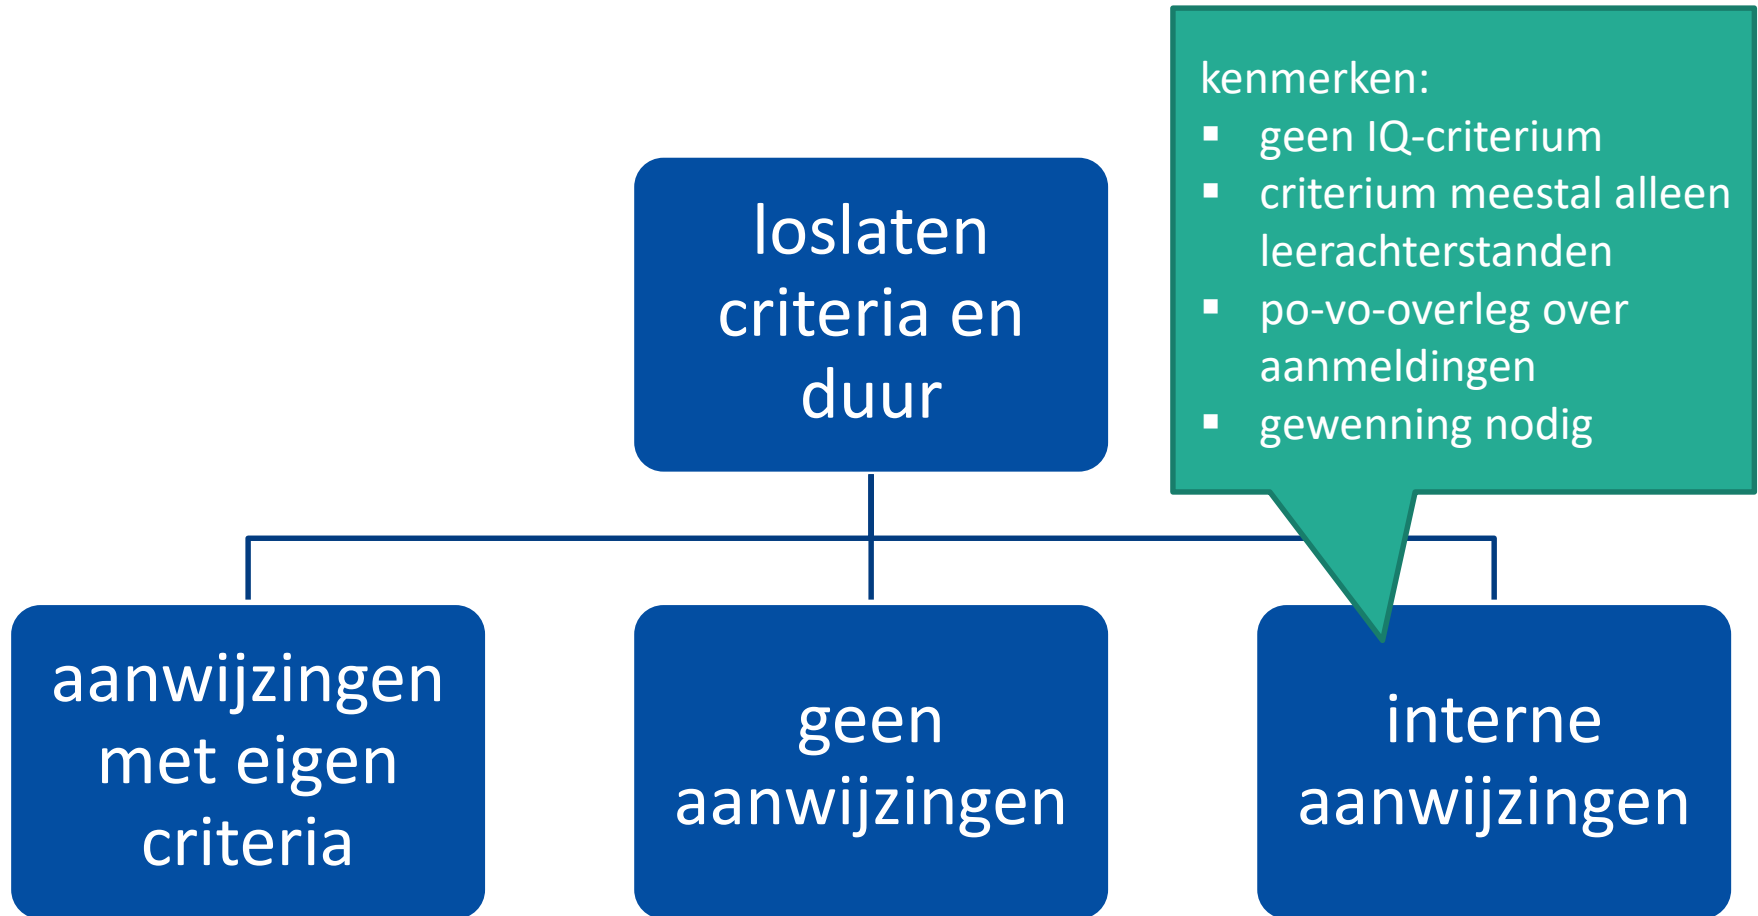 kenmerken:
▪ geen IQ-criterium
▪ criterium meestal alleen
leerachterstanden
▪ po-vo-overleg over
aanmeldingen
▪ gewenning nodig
loslaten
criteria en
duur
aanwijzingen
met eigen
criteria
geen
aanwijzingen
interne
aanwijzingen